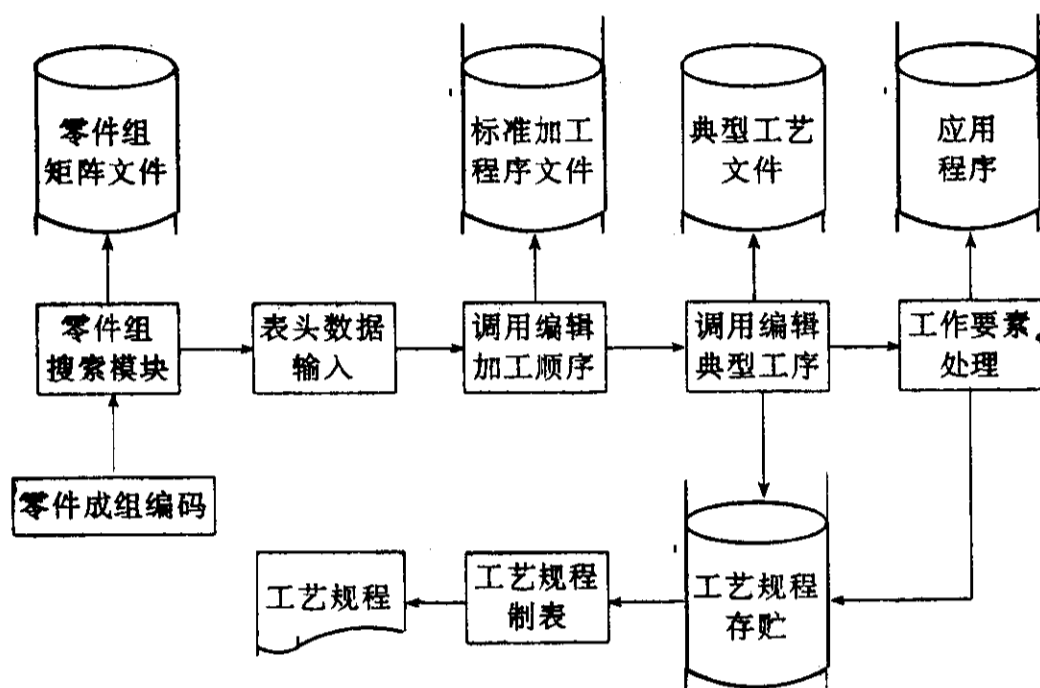 零件组
矩阵文件
标准加工
程序文件
典型工艺
文件
应用
程序
零件组
搜索模块
表头数据
输入
调用编辑
加工顺序
调用编辑
典型工序
工作要素
处理
零件成组编码
工艺规程
工艺规程
制表
工艺规程
存贮